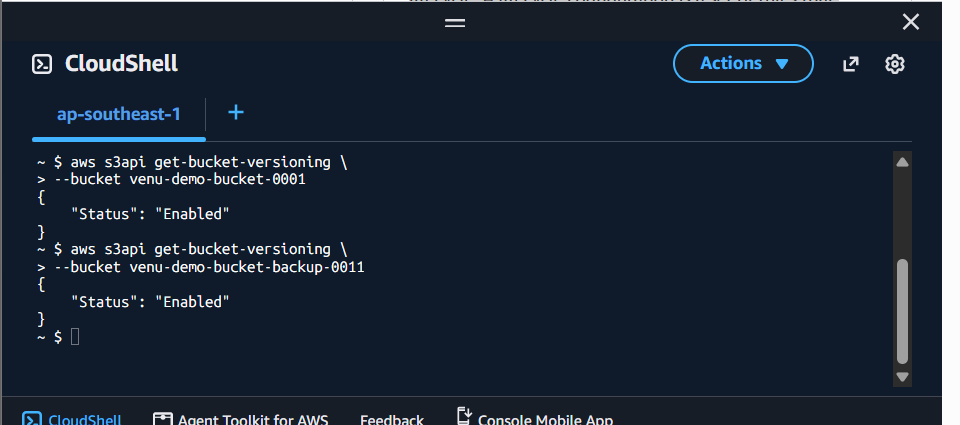 CloudShell
Actions
ap-southeast-1
~ $ aws s3api get-bucket-versioning \
> --bucket venu-demo-bucket-0001
{
    "Status": "Enabled"
}
~ $ aws s3api get-bucket-versioning \
> --bucket venu-demo-bucket-backup-0011
{
    "Status": "Enabled"
}
~ $
CloudShell Agent Toolkit for AWS Feedback Console Mobile App